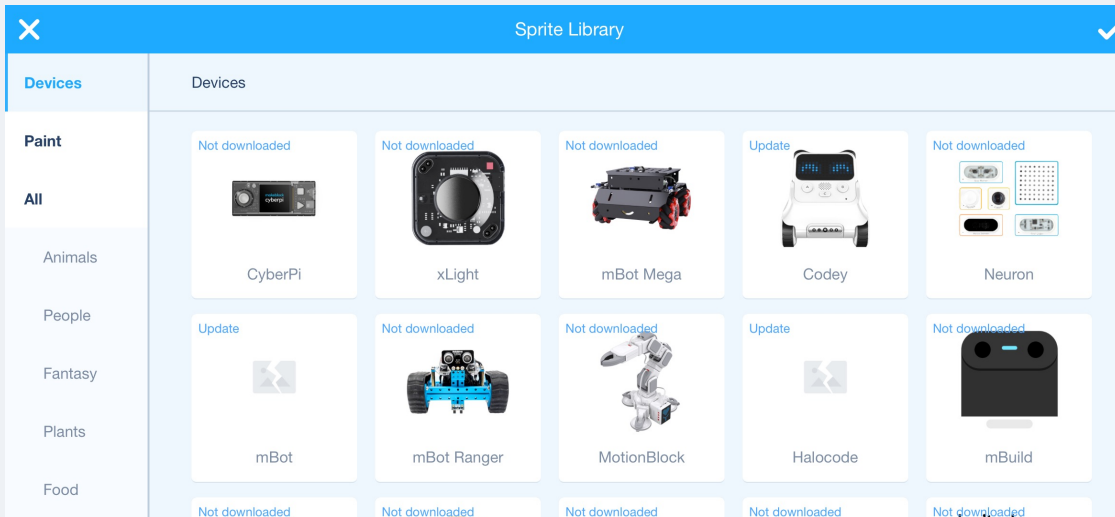 Sprite Library
Devices
Paint
All
Animals
People
Fantasy
Plants
Food
Devices
Not downloaded
Not downloaded
Not downloaded
Update
Not downloaded
cyberpi
CyberPi
xLight
mBot Mega
Codey
Neuron
Update
Not downloaded
Not downloaded
Update
Not downloaded
mBot
mBot Ranger
MotionBlock
Halocode
mBuild
Not downloaded
Not downloaded
Not downloaded
Not downloaded
Not downloaded